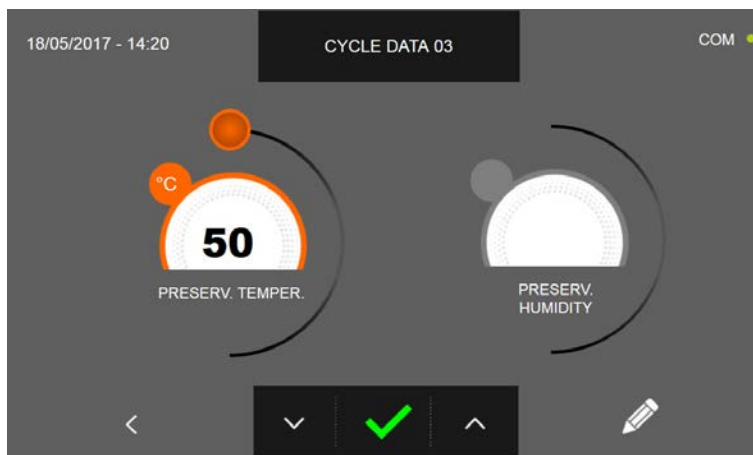 18/05/2017 - 14:20
CYCLE DATA 03
COM
°C
50
PRESERV. TEMPER.
PRESERV.
HUMIDITY